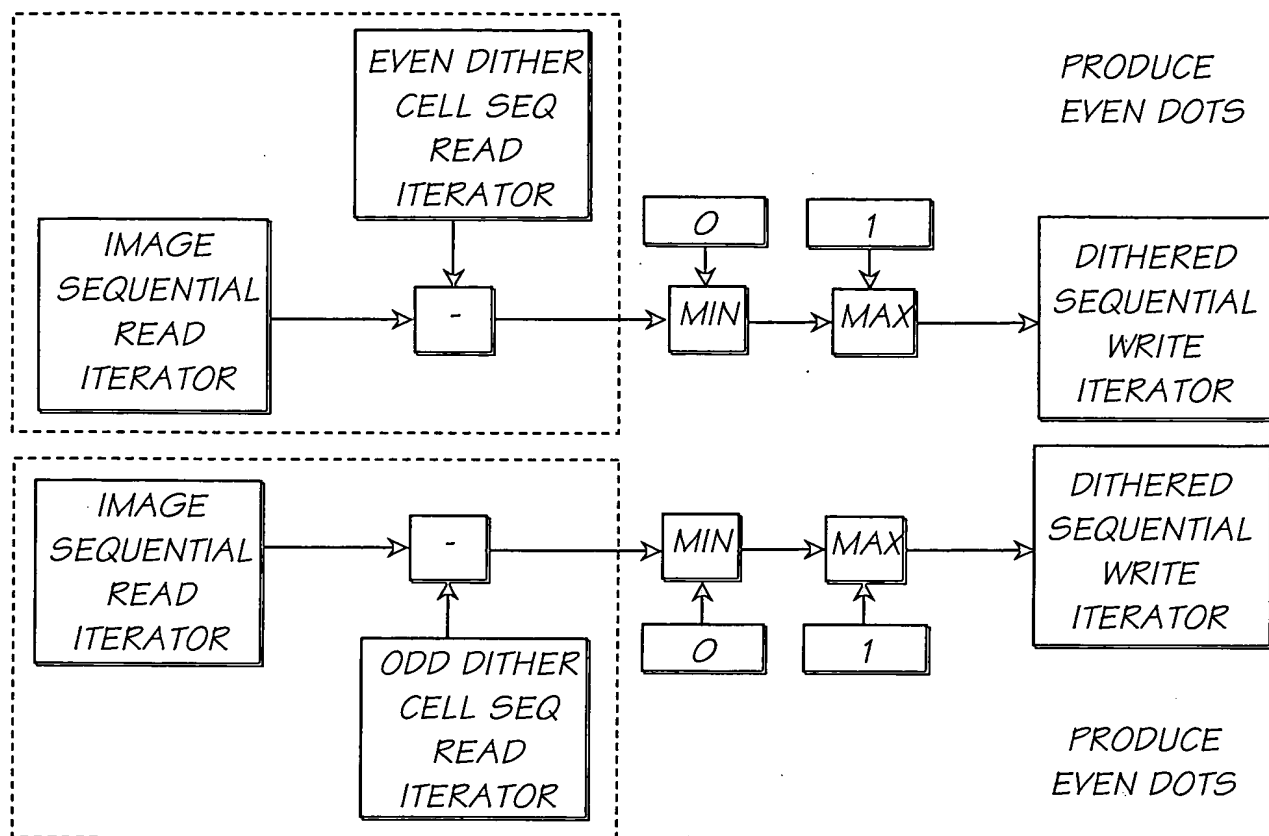 EVEN DITHER
CELL SEQ
READ
ITERATOR
PRODUCE
EVEN DOTS
IMAGE
SEQUENTIAL
READ
ITERATOR
-
0
1
MIN
MAX
DITHERED
SEQUENTIAL
WRITE
ITERATOR
IMAGE
SEQUENTIAL
READ
ITERATOR
-
MIN
MAX
DITHERED
SEQUENTIAL
WRITE
ITERATOR
ODD DITHER
CELL SEQ
READ
ITERATOR
0
1
PRODUCE
EVEN DOTS